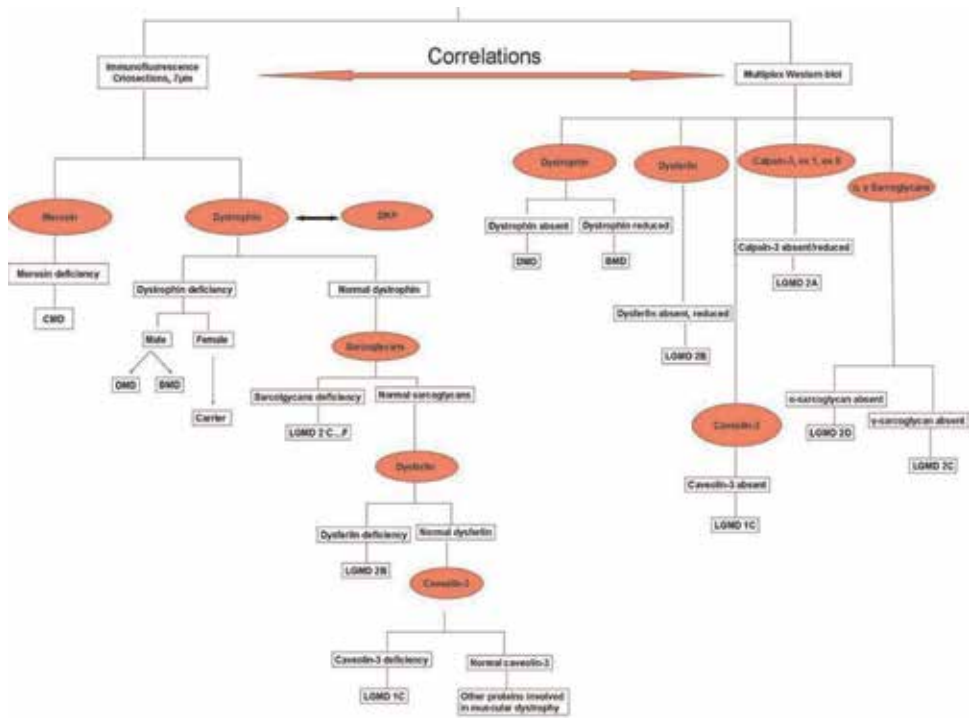 Correlations
Immunofluorescence
Criosections, 7μm
Multiplex Western-blot
Merosin
Dystrophin
Merosin deficiency
CMD
Dystrophin deficiency
Normal dystrophin
Male
Female
DMD
BMD
Carrier
Sarcoglycans
Sarcolgycans deficiency
Normal sarcoglycans
LGMD 2 C...F
Dysferlin
Dysferlin deficiency
Normal dysferlin
LGMD 2B
Caveolin-3
Caveolin-3 deficiency
Normal caveolin-3
LGMD 1C
Other proteins involved
in muscular dystrophy
Dystrophin
Dystrophin absent
Dystrophin reduced
DMD
BMD
Dysferlin
Dysferlin absent, reduced
LGMD 2B
Caveolin-3
Caveolin-3 absent
LGMD 1C
Calpain-3, ex 1, ex 8
Calpain-3 absent/reduced
LGMD 2A
α, γ Sarcoglycans
α-sarcoglycan absent
LGMD 2D
γ-sarcoglycan absent
LGMD 2C